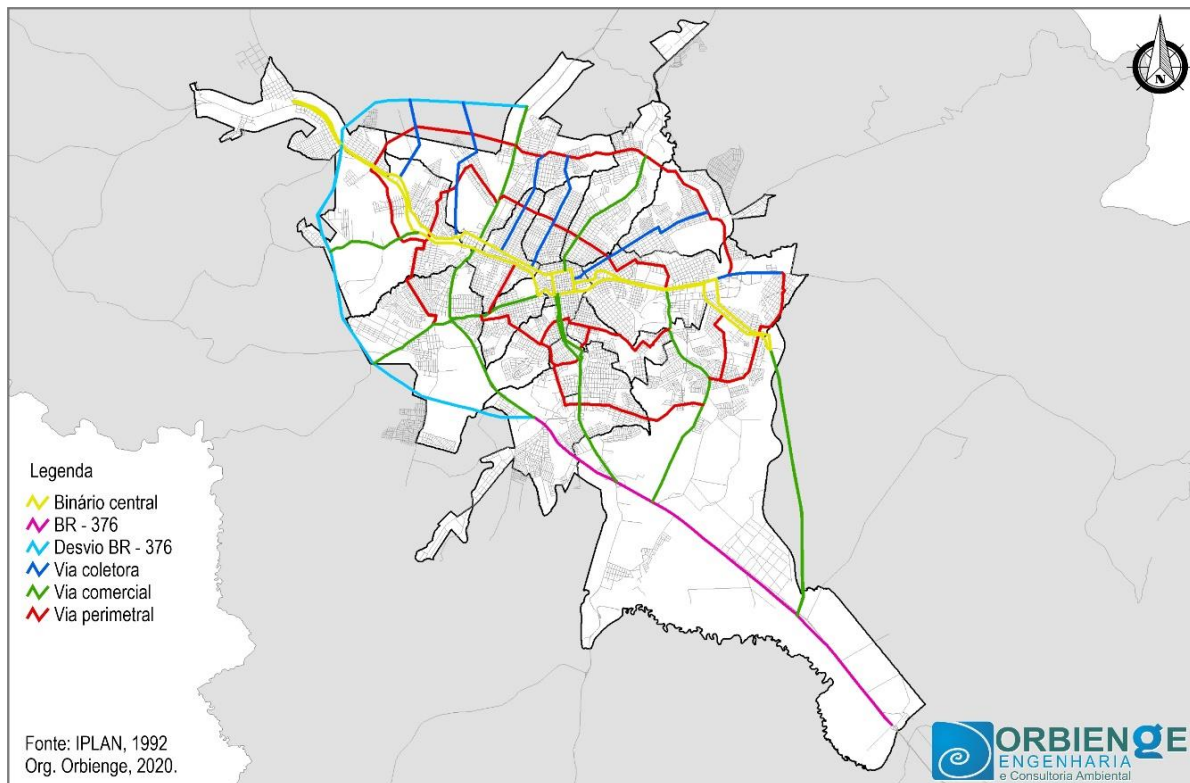 N
Legenda
Binário central
BR - 376
Desvio BR - 376
Via coletora
Via comercial
Via perimetral
Fonte: IPLAN, 1992
Org. Orbienge, 2020.
ORBIENGE
ENGENHARIA
e Consultoria Ambiental